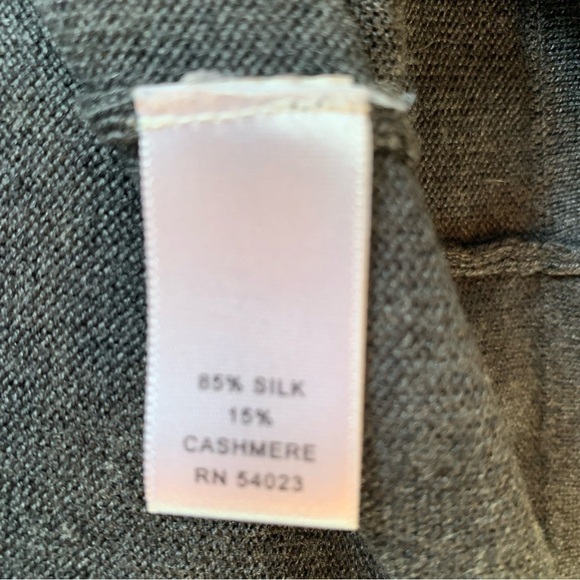 85% SILK
15%
CASHMERE
RN 54023